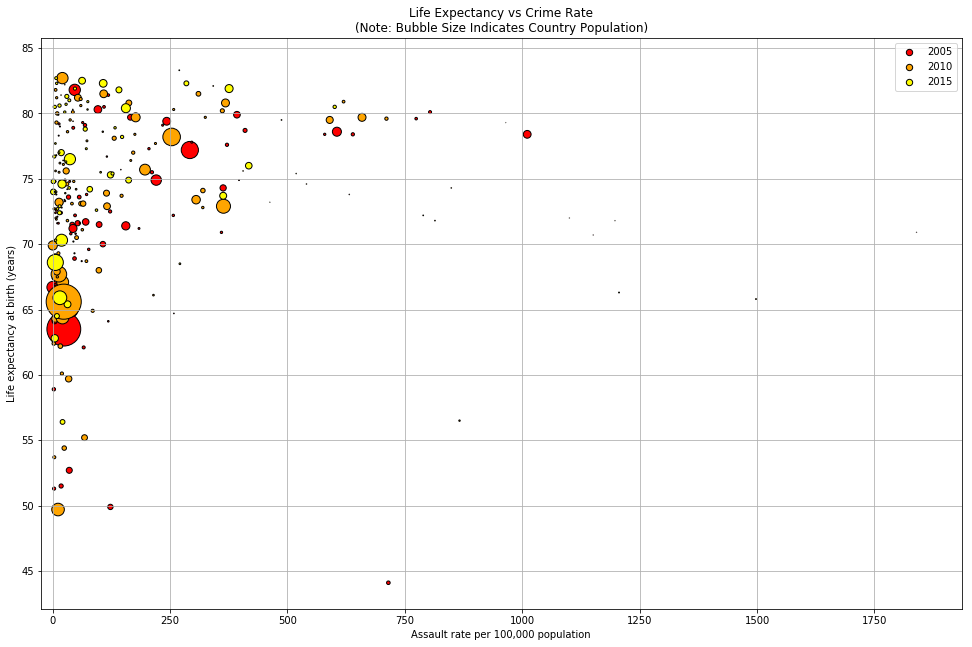 Life Expectancy vs Crime Rate
(Note: Bubble Size Indicates Country Population)
2005
2010
2015
Life expectancy at birth (years)
85
80
75
70
65
60
55
50
45
0 250 500 750 1000 1250 1500 1750
Assault rate per 100,000 population